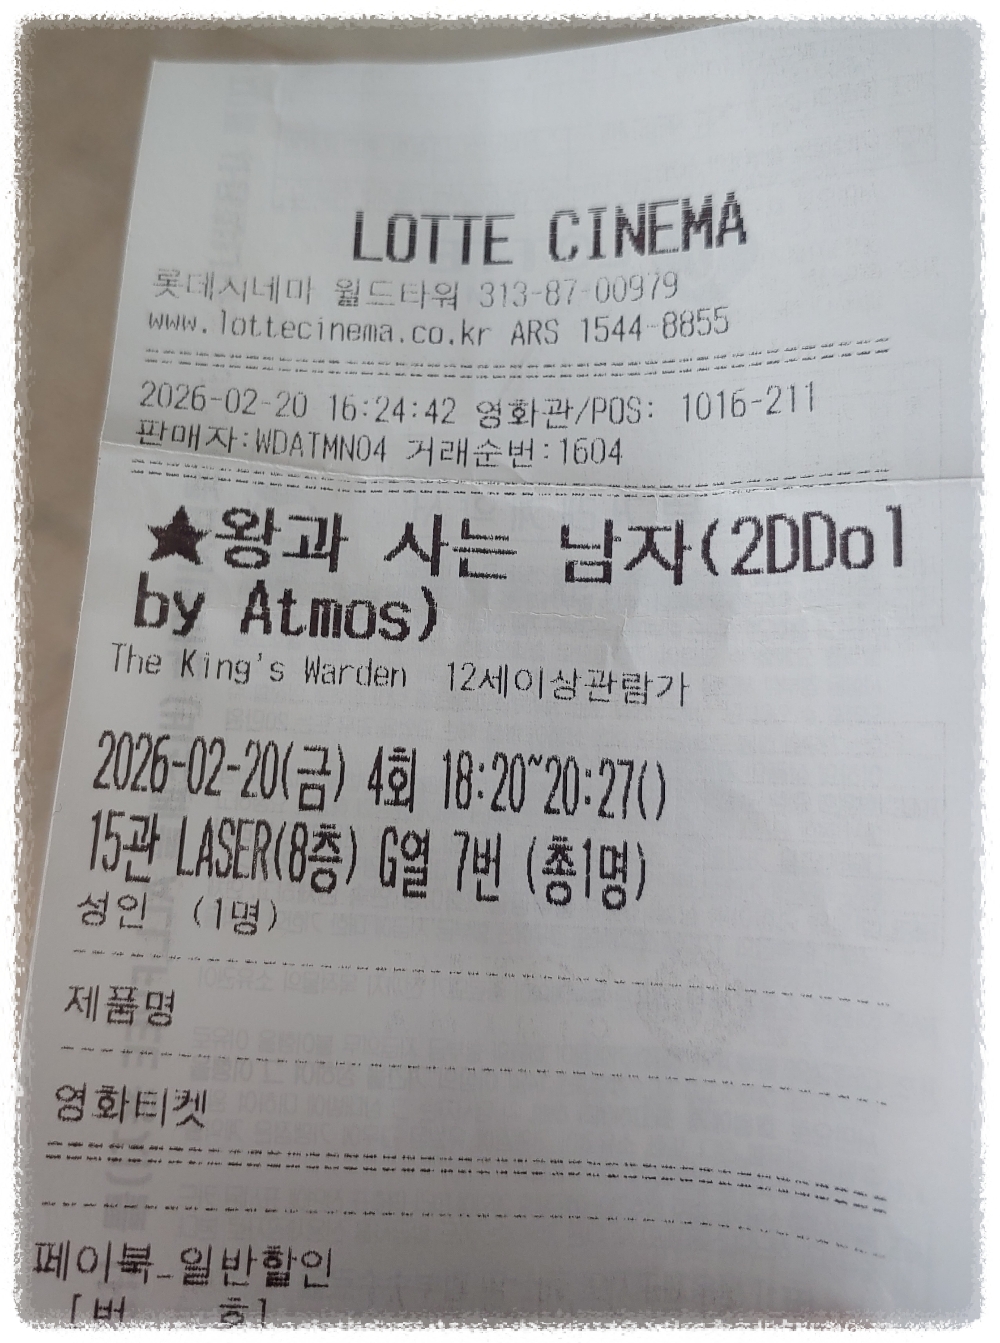 LOTTE CINEMA
롯데시네마 월드타워 313-87-00979
www.lottecinema.co.kr ARS 1544-8855
2026-02-20 16:24:42 영화관/POS: 1016-211
판매자:WDATMN04 거래순번:1604
★왕과 사는 남자(2DDol
by Atmos)
The King's Warden 12세이상관람가
2026-02-20(금) 4회 18:20~20:27()
15관 LASER(8층) G열 7번 (총1명)
성인 (1명)
제품명
영화티켓
페이북_일반할인